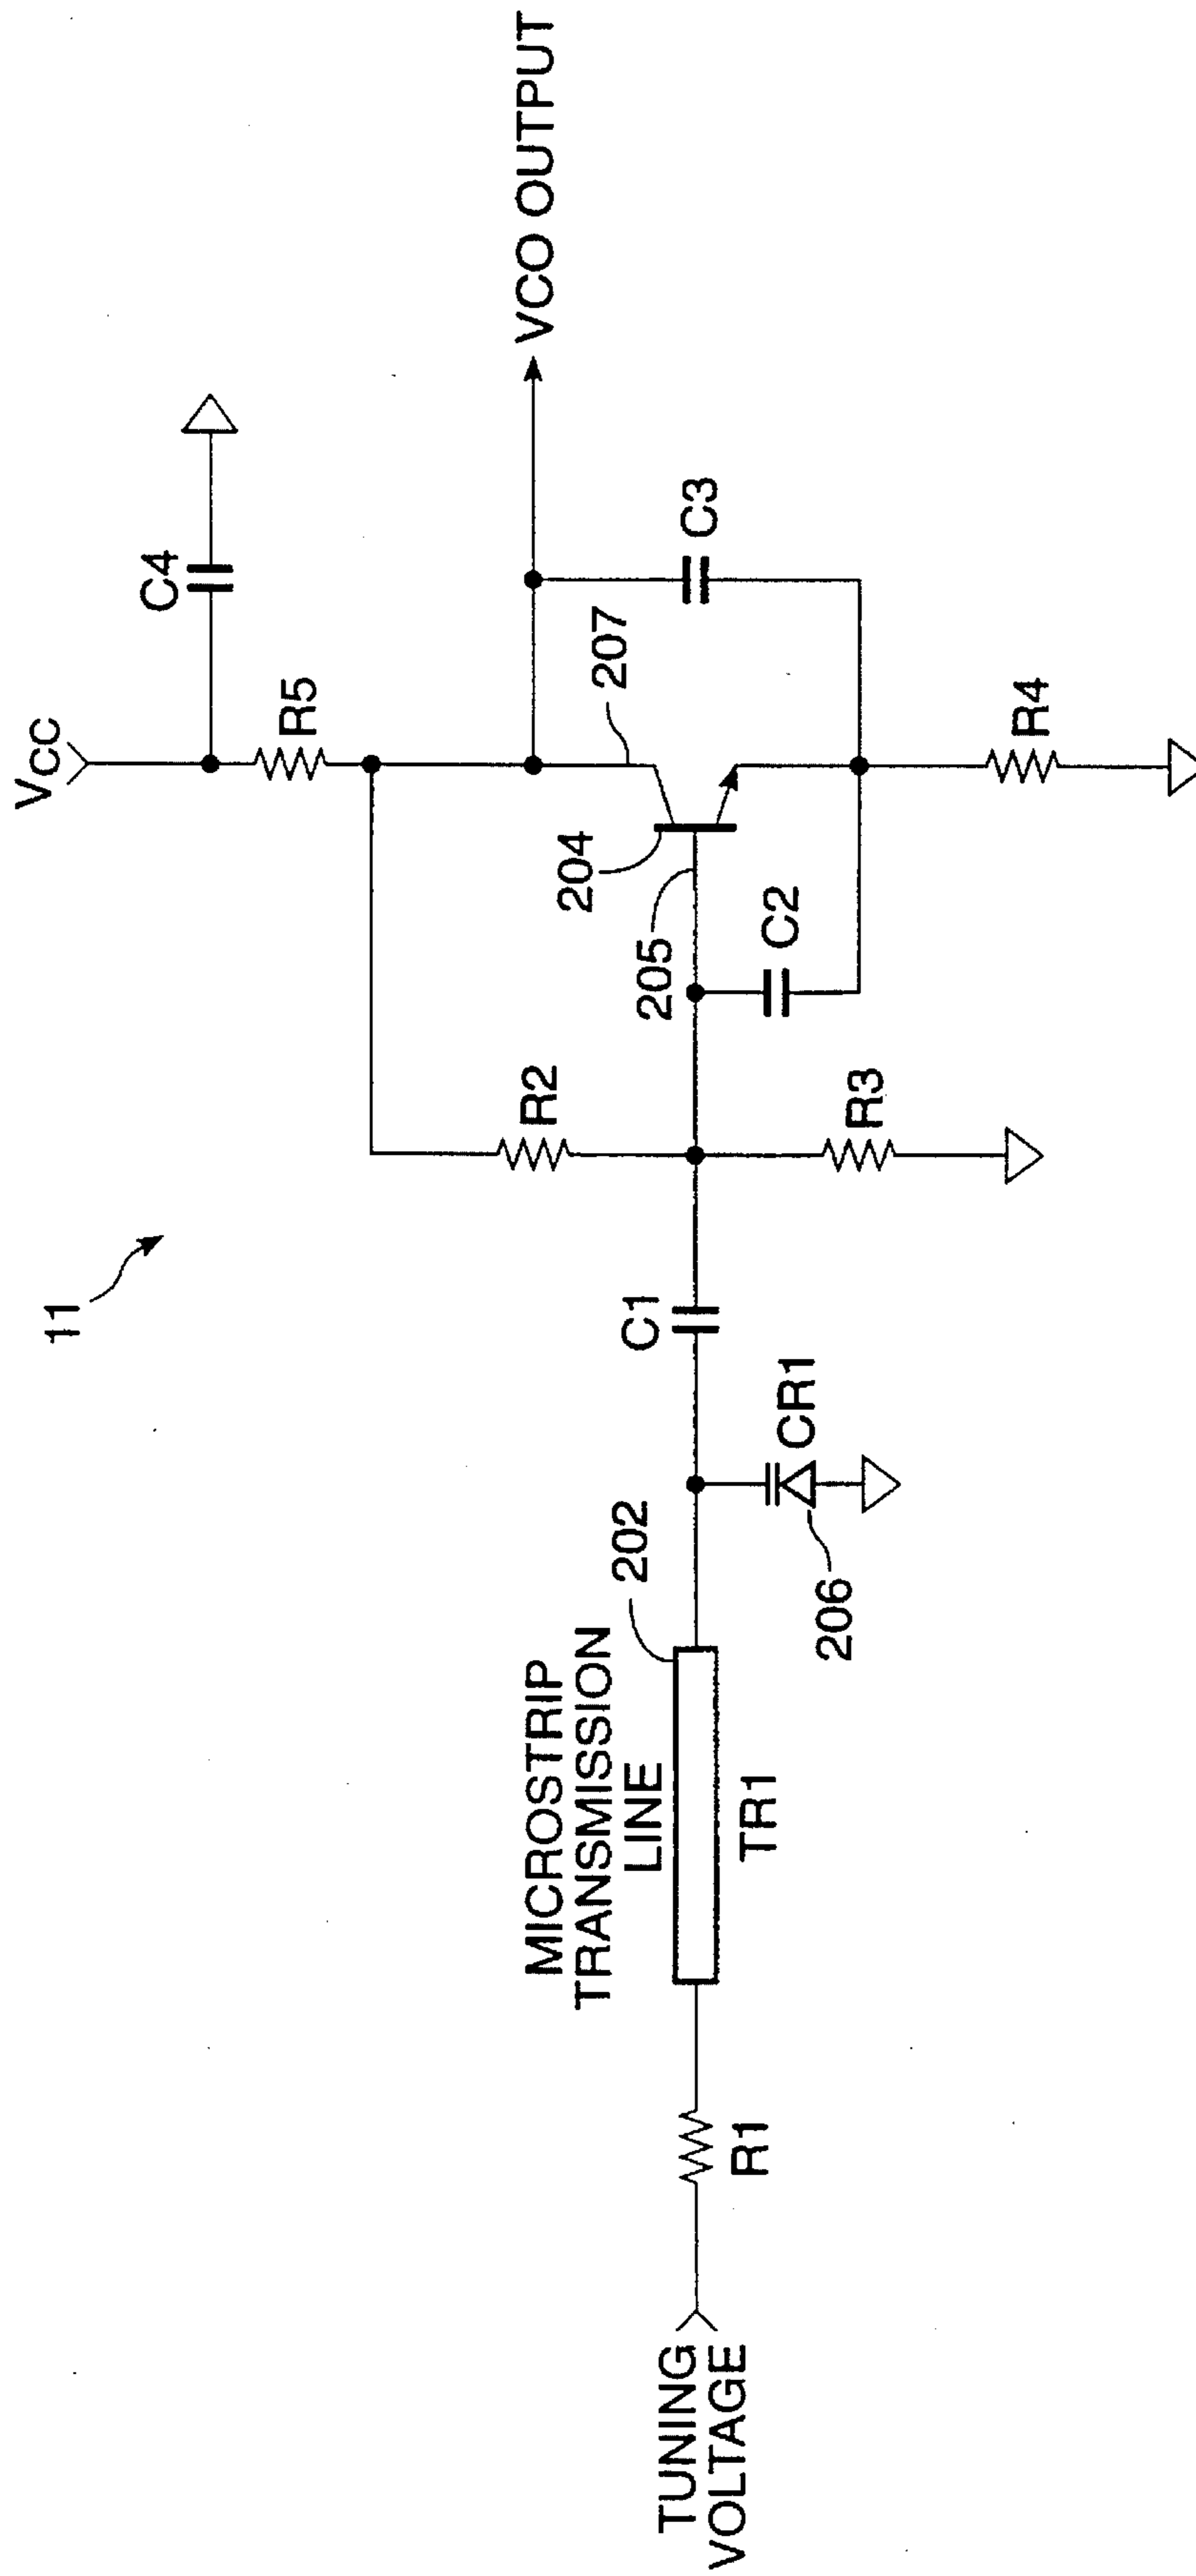 11
VCC
C4
R5
VCO OUTPUT
207
C3
204
205
C2
R2
R3
R4
C1
CR1
206
202
MICROSTRIP
TRANSMISSION
LINE
TR1
R1
TUNING
VOLTAGE